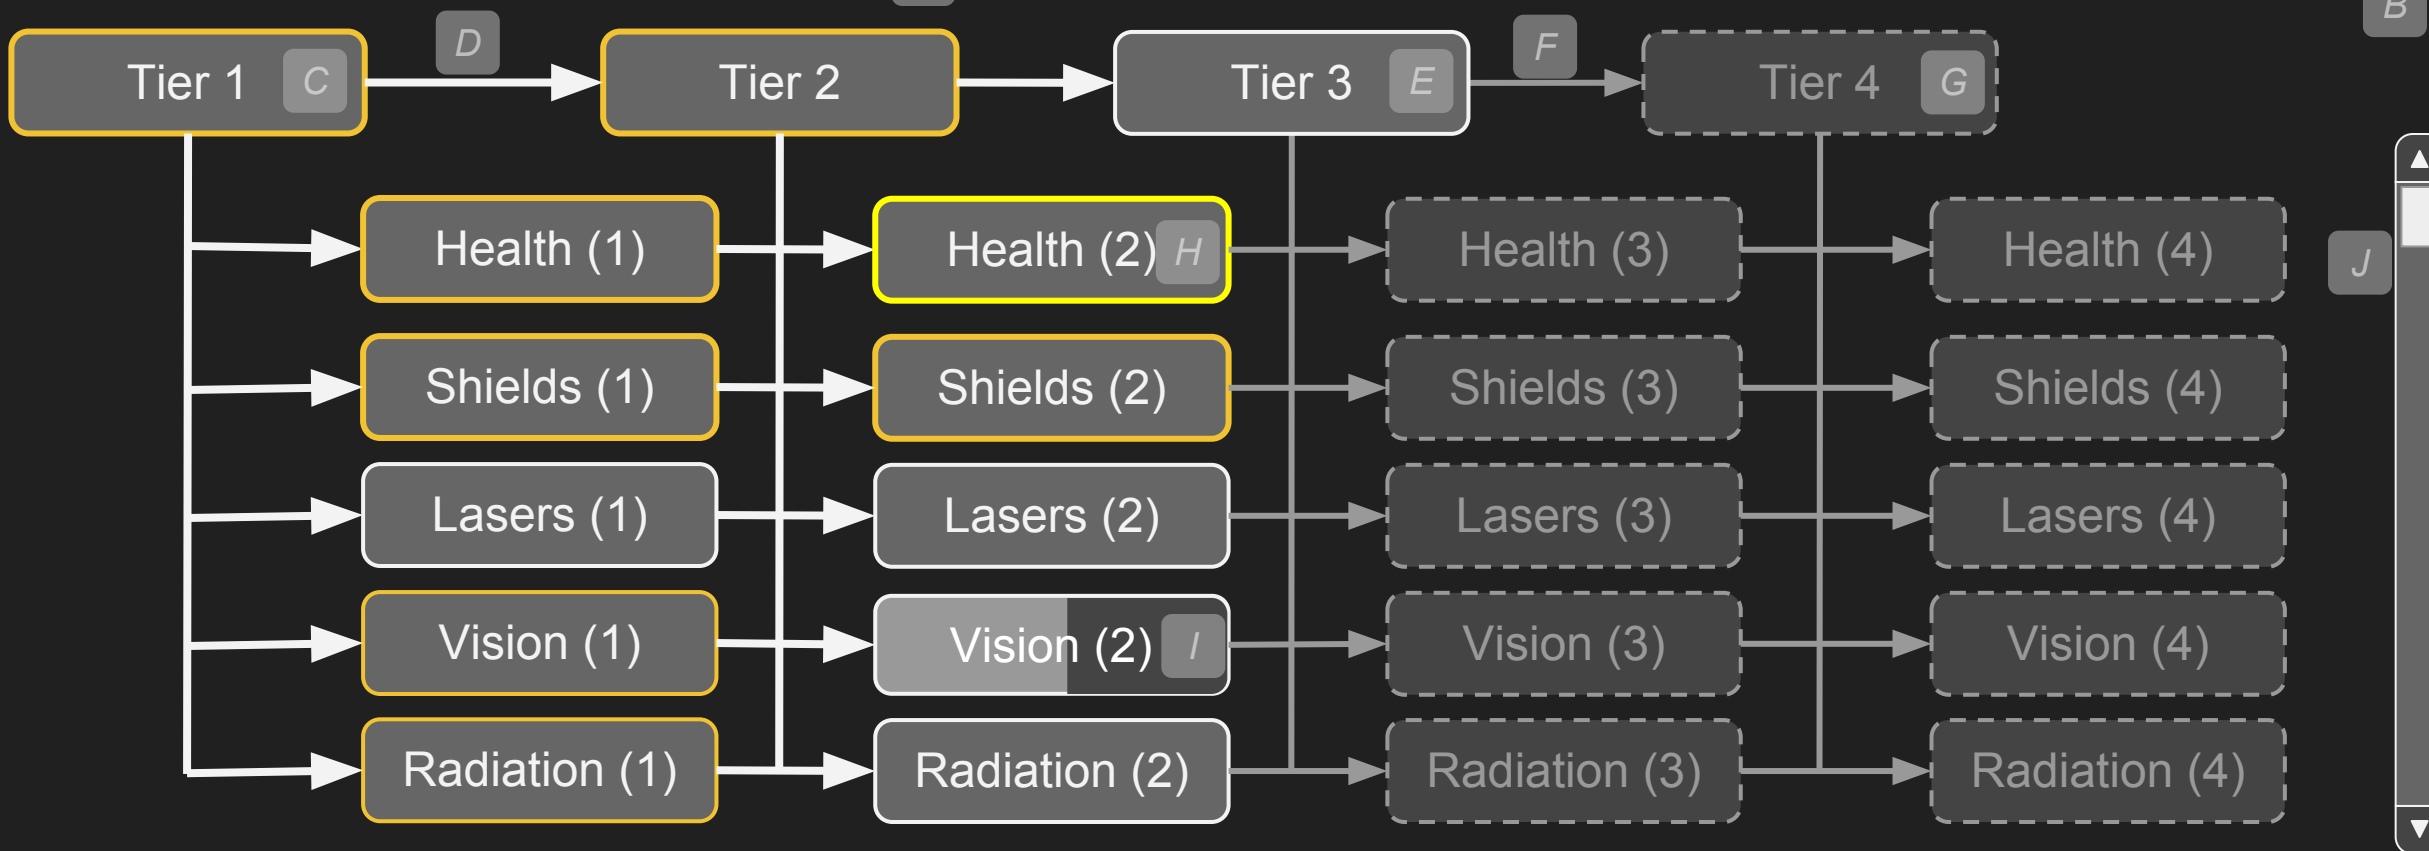 B
D
F
Tier 1 C
Tier 2
Tier 3 E
Tier 4 G
Health (1)
Health (2) H
Health (3)
Health (4)
J
Shields (1)
Shields (2)
Shields (3)
Shields (4)
Lasers (1)
Lasers (2)
Lasers (3)
Lasers (4)
Vision (1)
Vision (2) I
Vision (3)
Vision (4)
Radiation (1)
Radiation (2)
Radiation (3)
Radiation (4)